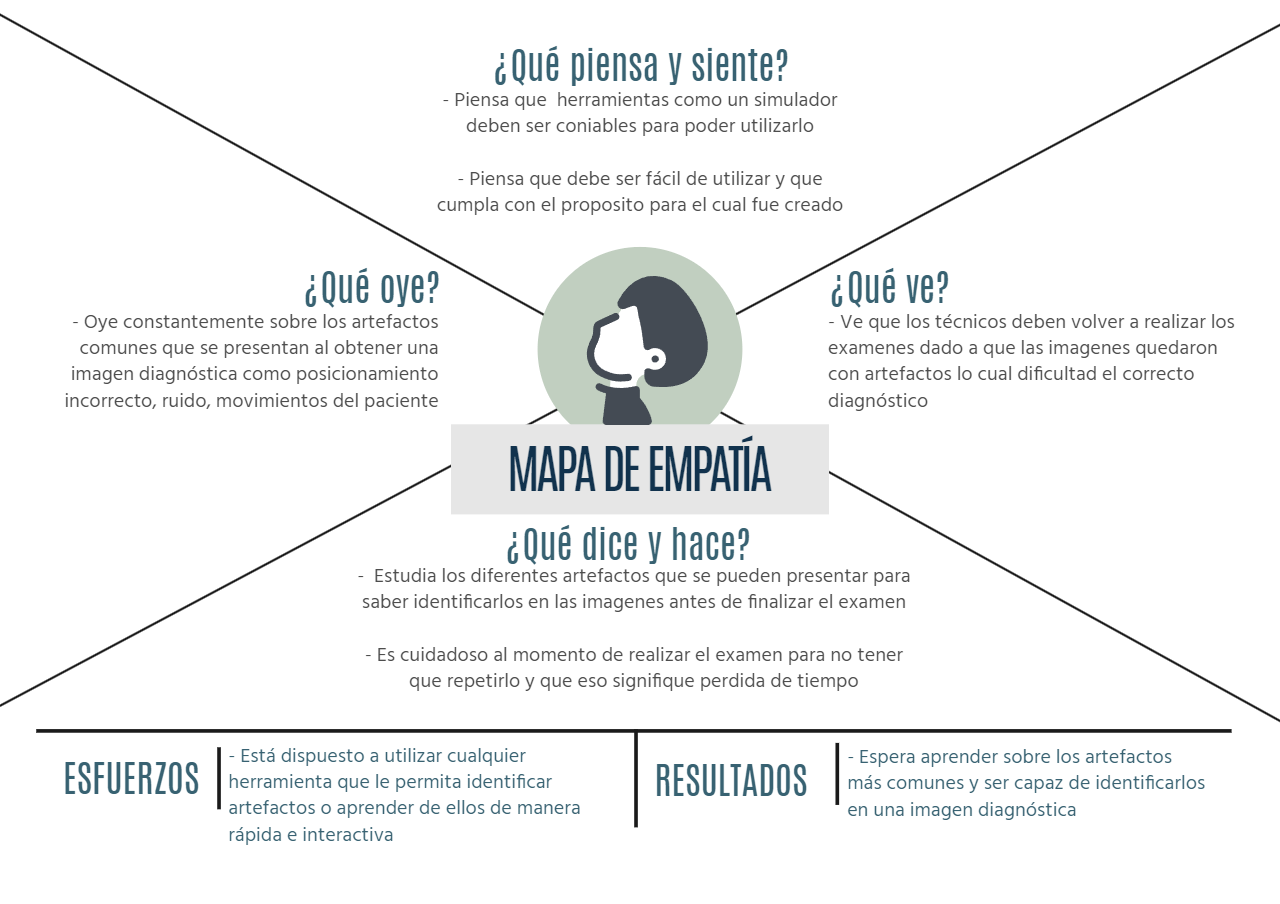 ¿Qué piensa y siente?
- Piensa que  herramientas como un simulador
deben ser coniables para poder utilizarlo
- Piensa que debe ser fácil de utilizar y que
cumpla con el proposito para el cual fue creado
¿Qué oye?
- Oye constantemente sobre los artefactos
comunes que se presentan al obtener una
imagen diagnóstica como posicionamiento
incorrecto, ruido, movimientos del paciente
¿Qué ve?
- Ve que los técnicos deben volver a realizar los
examenes dado a que las imagenes quedaron
con artefactos lo cual dificultad el correcto
diagnóstico
MAPA DE EMPATÍA
¿Qué dice y hace?
-  Estudia los diferentes artefactos que se pueden presentar para
saber identificarlos en las imagenes antes de finalizar el examen
- Es cuidadoso al momento de realizar el examen para no tener
que repetirlo y que eso signifique perdida de tiempo
ESFUERZOS
- Está dispuesto a utilizar cualquier
herramienta que le permita identificar
artefactos o aprender de ellos de manera
rápida e interactiva
RESULTADOS
- Espera aprender sobre los artefactos
más comunes y ser capaz de identificarlos
en una imagen diagnóstica